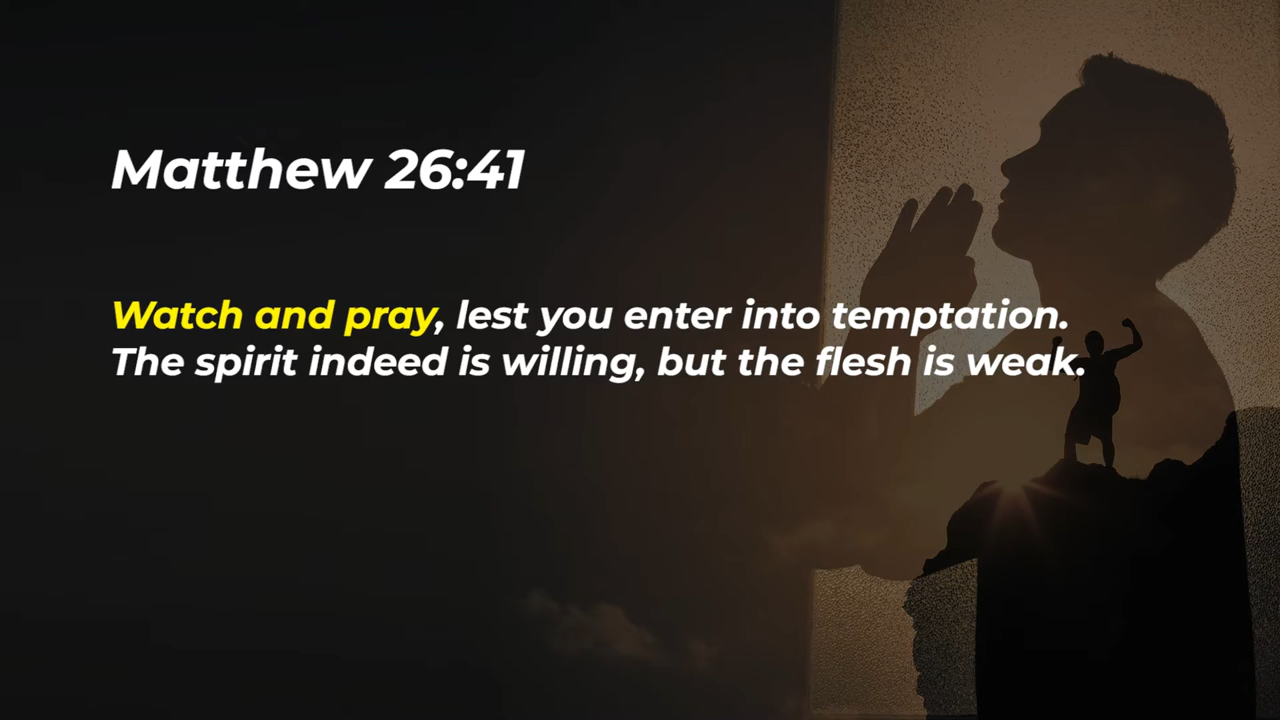 Matthew 26:41
Watch and pray, lest you enter into temptation.
The spirit indeed is willing, but the flesh is weak.